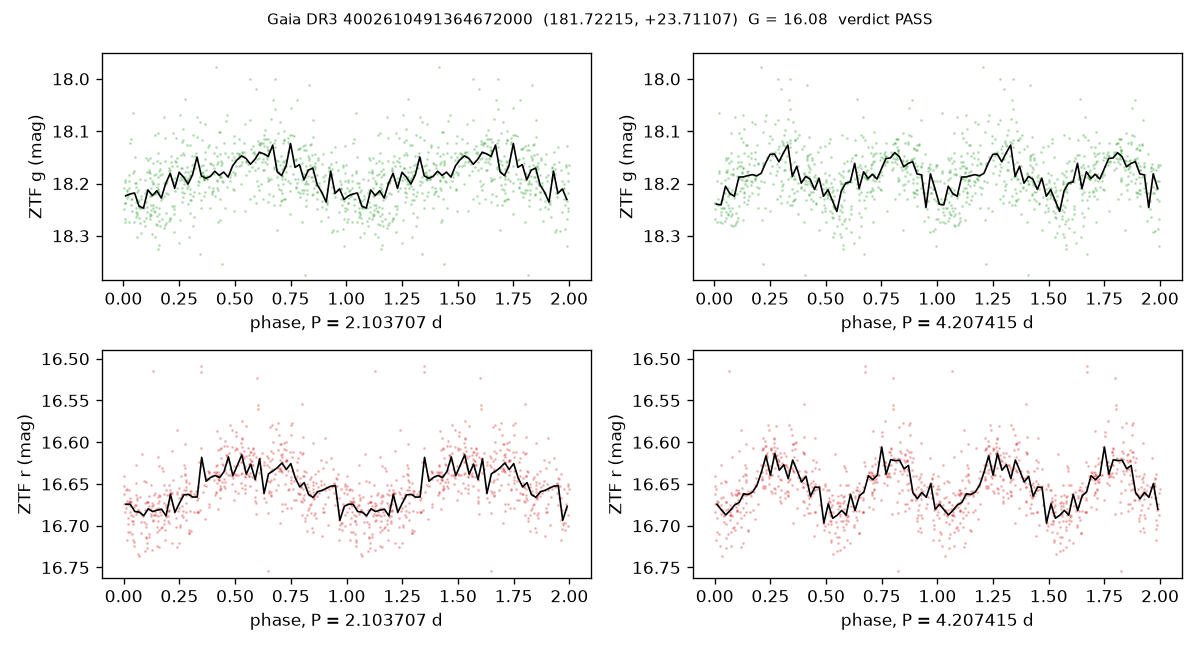 Gaia DR3 4002610491364672000 (181.72215, +23.71107) G = 16.08 verdict PASS
ZTF g (mag)
18.0
18.1
18.2
18.3
0.00 0.25 0.50 0.75 1.00 1.25 1.50 1.75 2.00
phase, P = 2.103707 d
ZTF g (mag)
18.0
18.1
18.2
18.3
0.00 0.25 0.50 0.75 1.00 1.25 1.50 1.75 2.00
phase, P = 4.207415 d
ZTF r (mag)
16.50
16.55
16.60
16.65
16.70
16.75
0.00 0.25 0.50 0.75 1.00 1.25 1.50 1.75 2.00
phase, P = 2.103707 d
ZTF r (mag)
16.50
16.55
16.60
16.65
16.70
16.75
0.00 0.25 0.50 0.75 1.00 1.25 1.50 1.75 2.00
phase, P = 4.207415 d